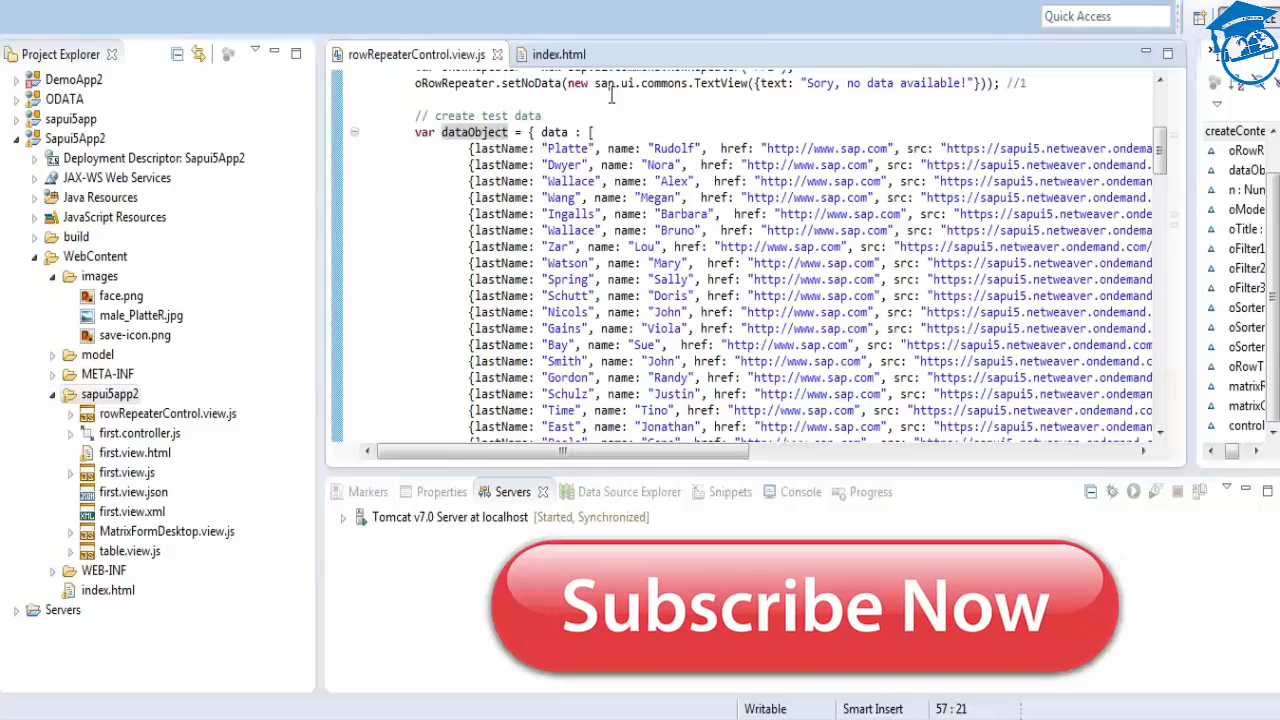 Quick Access
Project Explorer
DemoApp2
ODATA
sapui5app
Sapui5App2
Deployment Descriptor: Sapui5App2
JAX-WS Web Services
Java Resources
JavaScript Resources
build
WebContent
images
face.png
male_PlatteR.jpg
save-icon.png
model
META-INF
sapui5app2
rowRepeaterControl.view.js
first.controller.js
first.view.html
first.view.js
first.view.json
first.view.xml
MatrixFormDesktop.view.js
table.view.js
WEB-INF
index.html
Servers
rowRepeaterControl.view.js
index.html
oRowRepeater.setNoData(new sap.ui.commons.TextView({text: "Sory, no data available!"})); //1
// create test data
var dataObject = { data : [
{lastName: "Platte", name: "Rudolf", href: "http://www.sap.com", src: "https://sapui5.netweaver.ondema
{lastName: "Dwyer", name: "Nora", href: "http://www.sap.com", src: "https://sapui5.netweaver.ondemand.
{lastName: "Wallace", name: "Alex", href: "http://www.sap.com", src: "https://sapui5.netweaver.ondeman
{lastName: "Wang", name: "Megan", href: "http://www.sap.com", src: "https://sapui5.netweaver.ondemand.
{lastName: "Ingalls", name: "Barbara", href: "http://www.sap.com", src: "https://sapui5.netweaver.onde
{lastName: "Wallace", name: "Bruno", href: "http://www.sap.com", src: "https://sapui5.netweaver.ondema
{lastName: "Zar", name: "Lou", href: "http://www.sap.com", src: "https://sapui5.netweaver.ondemand.com/
{lastName: "Watson", name: "Mary", href: "http://www.sap.com", src: "https://sapui5.netweaver.ondemand
{lastName: "Spring", name: "Sally", href: "http://www.sap.com", src: "https://sapui5.netweaver.ondeman
{lastName: "Schutt", name: "Doris", href: "http://www.sap.com", src: "https://sapui5.netweaver.ondeman
{lastName: "Nicols", name: "John", href: "http://www.sap.com", src: "https://sapui5.netweaver.ondemand
{lastName: "Gains", name: "Viola", href: "http://www.sap.com", src: "https://sapui5.netweaver.ondemand
{lastName: "Bay", name: "Sue", href: "http://www.sap.com", src: "https://sapui5.netweaver.ondemand.
{lastName: "Smith", name: "John", href: "http://www.sap.com", src: "https://sapui5.netweaver.ondemand.c
{lastName: "Gordon", name: "Randy", href: "http://www.sap.com", src: "https://sapui5.netweaver.ondeman
{lastName: "Schulz", name: "Justin", href: "http://www.sap.com", src: "https://sapui5.netweaver.ondema
{lastName: "Time", name: "Tino", href: "http://www.sap.com", src: "https://sapui5.netweaver.ondemand.c
{lastName: "East", name: "Jonathan", href: "http://www.sap.com", src: "https://sapui5.netweaver.ondema
createConte
oRowR
dataOb
n : Nur
oMode
oTitle :
oFilter1
oFilter2
oFilter3
oSorter
oSorter
oSorter
oRowT
matrixR
matrixC
control
Markers
Properties
Servers
Data Source Explorer
Snippets
Console
Progress
Tomcat v7.0 Server at localhost [Started, Synchronized]
Subscribe Now
Writable
Smart Insert
57 : 21